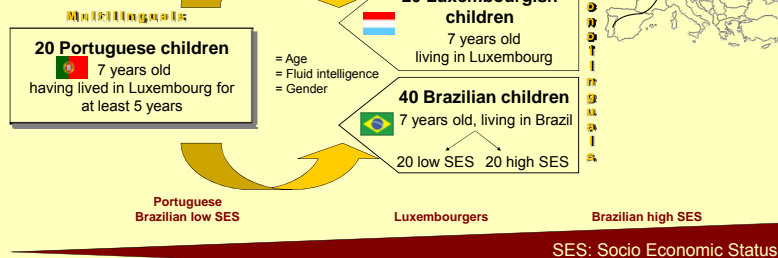 Multilinguals
20 Portuguese children
7 years old
having lived in Luxembourg for
at least 5 years
= Age
= Fluid intelligence
= Gender
children
7 years old
living in Luxembourg
40 Brazilian children
7 years old, living in Brazil
20 low SES 20 high SES
Portuguese
Brazilian low SES
Luxembourgers
Brazilian high SES
SES: Socio Economic Status